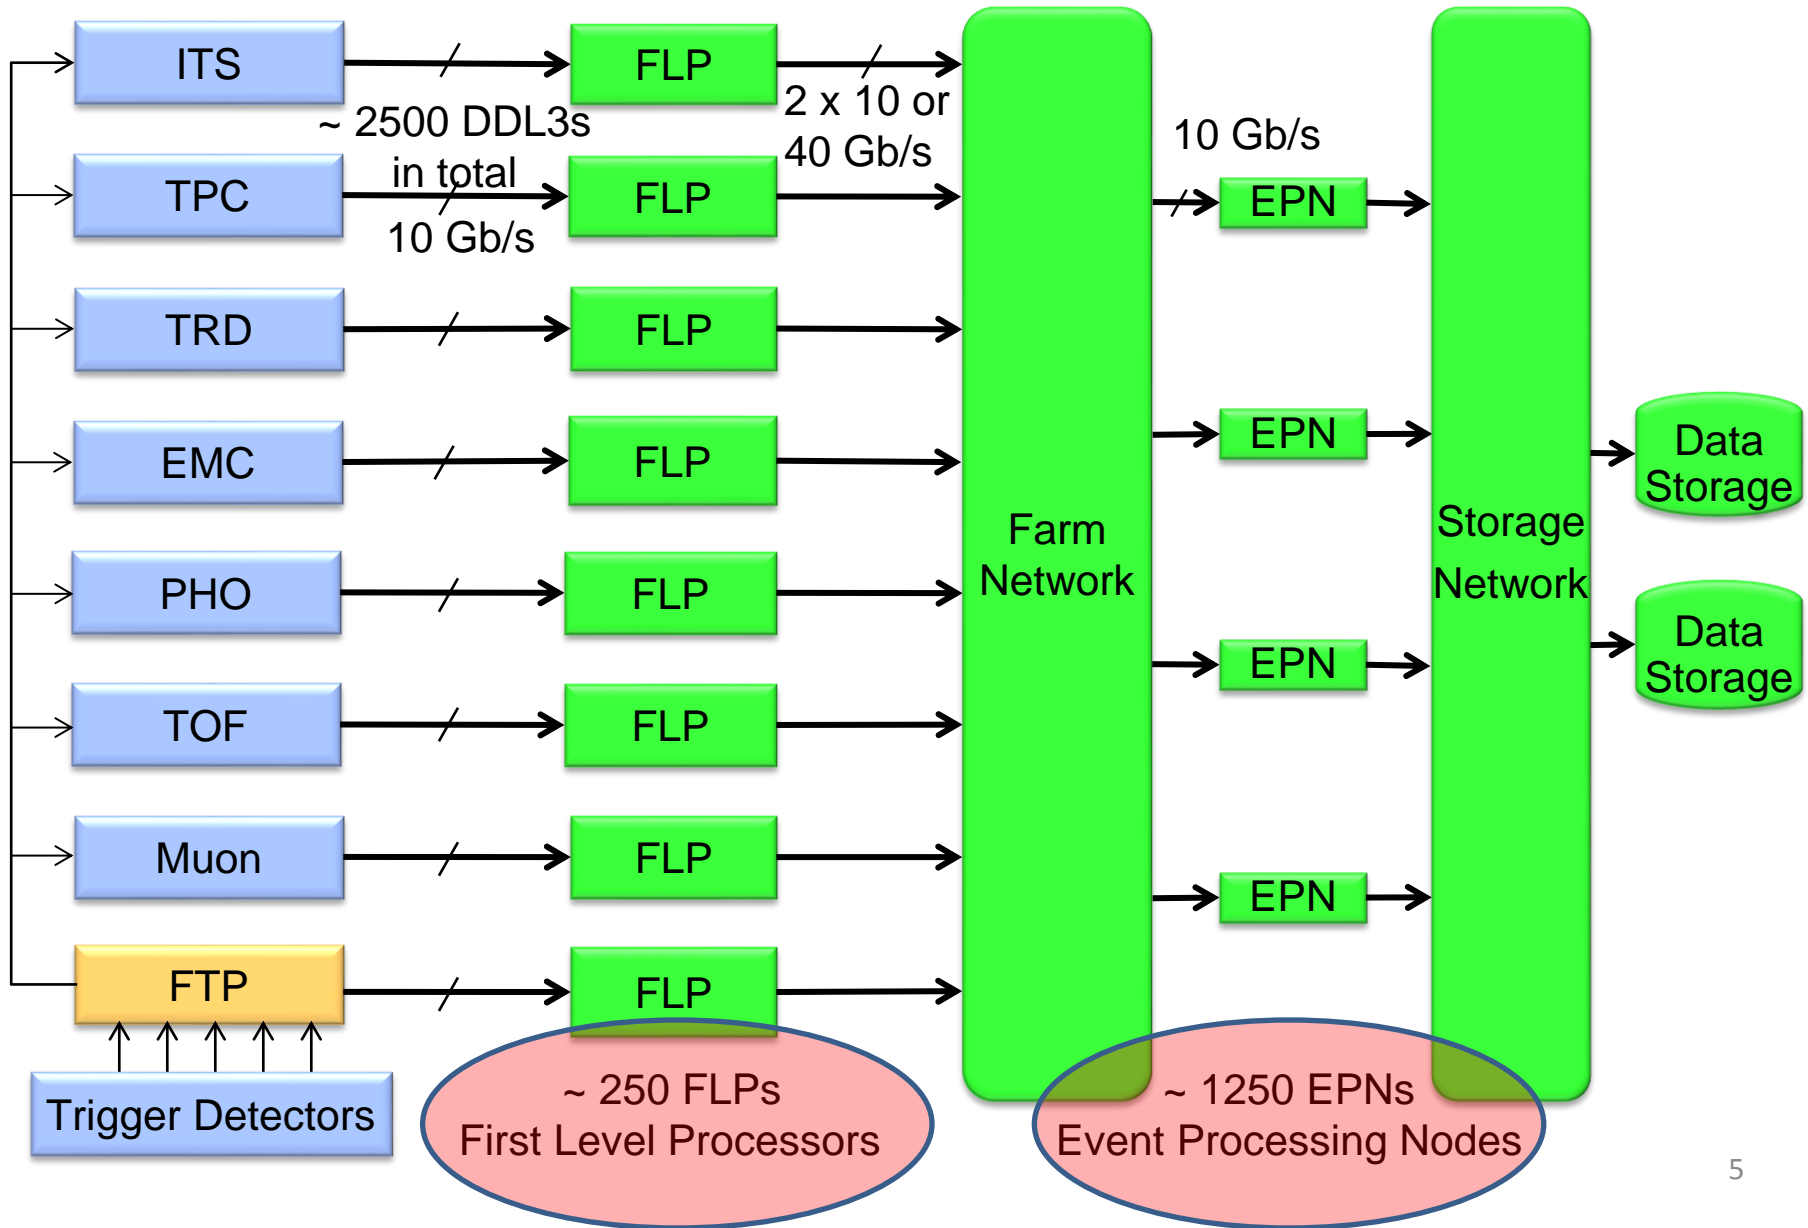 ITS
FLP
~ 2500 DDL3s
in total
2 x 10 or
40 Gb/s
10 Gb/s
TPC
10 Gb/s
FLP
EPN
TRD
FLP
EMC
FLP
EPN
Data
Storage
Farm
Network
Storage
Network
PHO
FLP
EPN
Data
Storage
TOF
FLP
Muon
FLP
EPN
FTP
FLP
Trigger Detectors
~ 250 FLPs
First Level Processors
~ 1250 EPNs
Event Processing Nodes
5